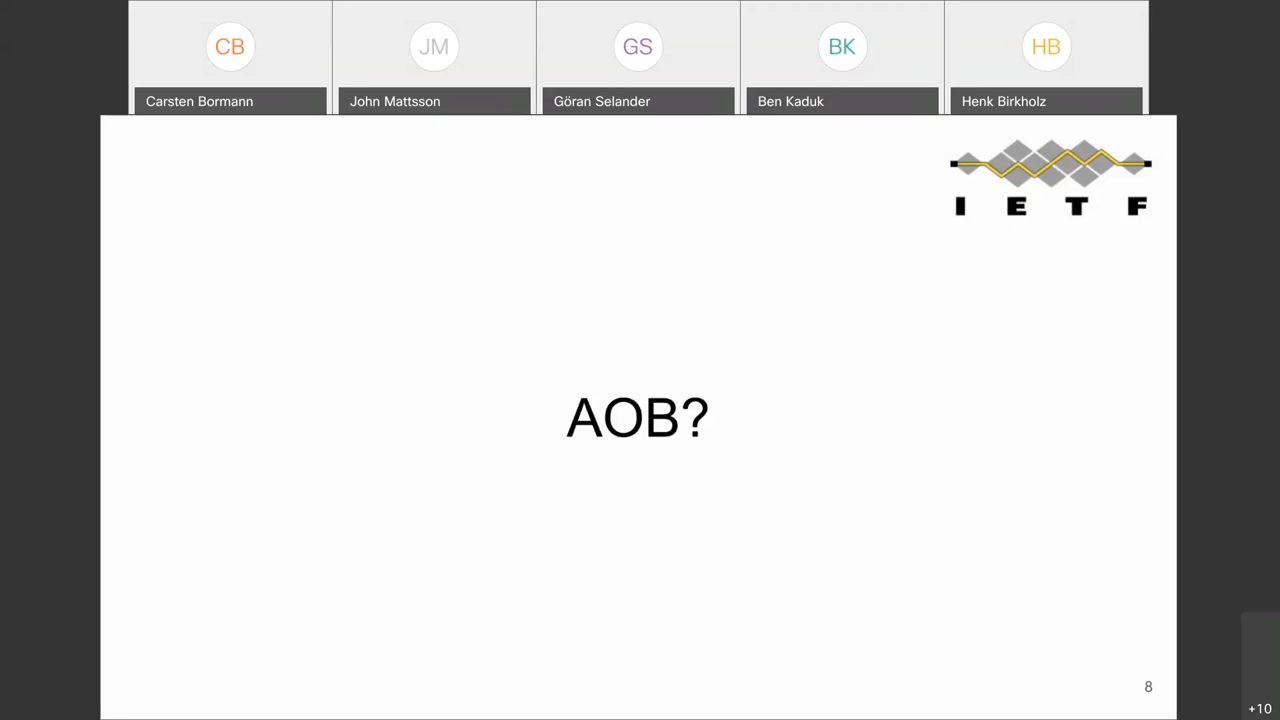 CB
JM
GS
BK
HB
Carsten Bormann
John Mattsson
Göran Selander
Ben Kaduk
Henk Birkholz
I E T F
AOB?
8
+10